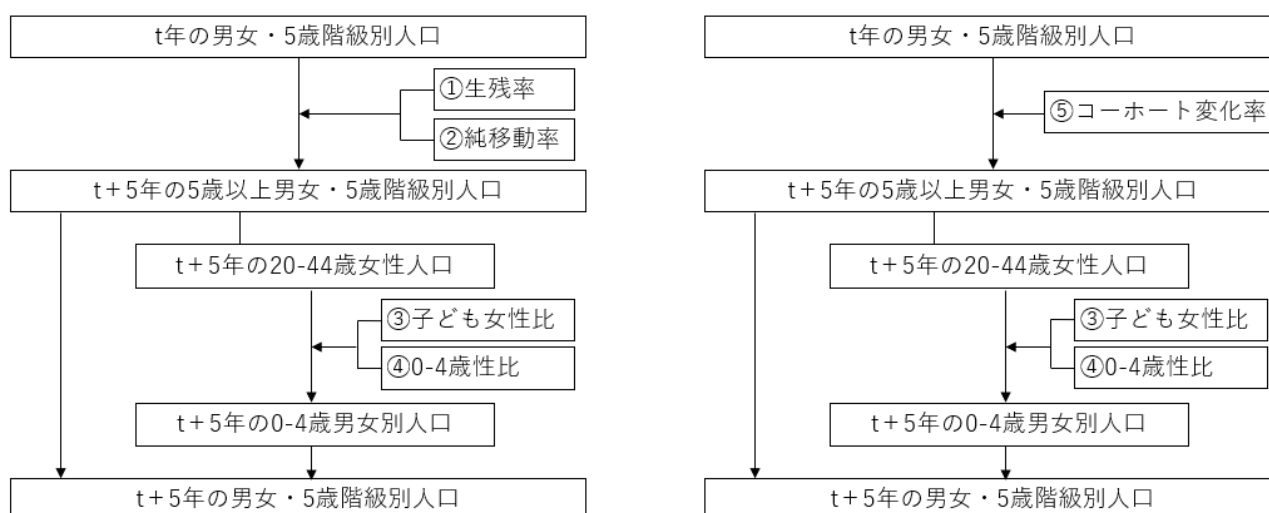 t年の男女・5歳階級別人口
①生残率
②純移動率
t＋5年の5歳以上男女・5歳階級別人口
t＋5年の20-44歳女性人口
③子ども女性比
④0-4歳性比
t＋5年の0-4歳男女別人口
t＋5年の男女・5歳階級別人口
t年の男女・5歳階級別人口
⑤コーホート変化率
t＋5年の5歳以上男女・5歳階級別人口
t＋5年の20-44歳女性人口
③子ども女性比
④0-4歳性比
t＋5年の0-4歳男女別人口
t＋5年の男女・5歳階級別人口